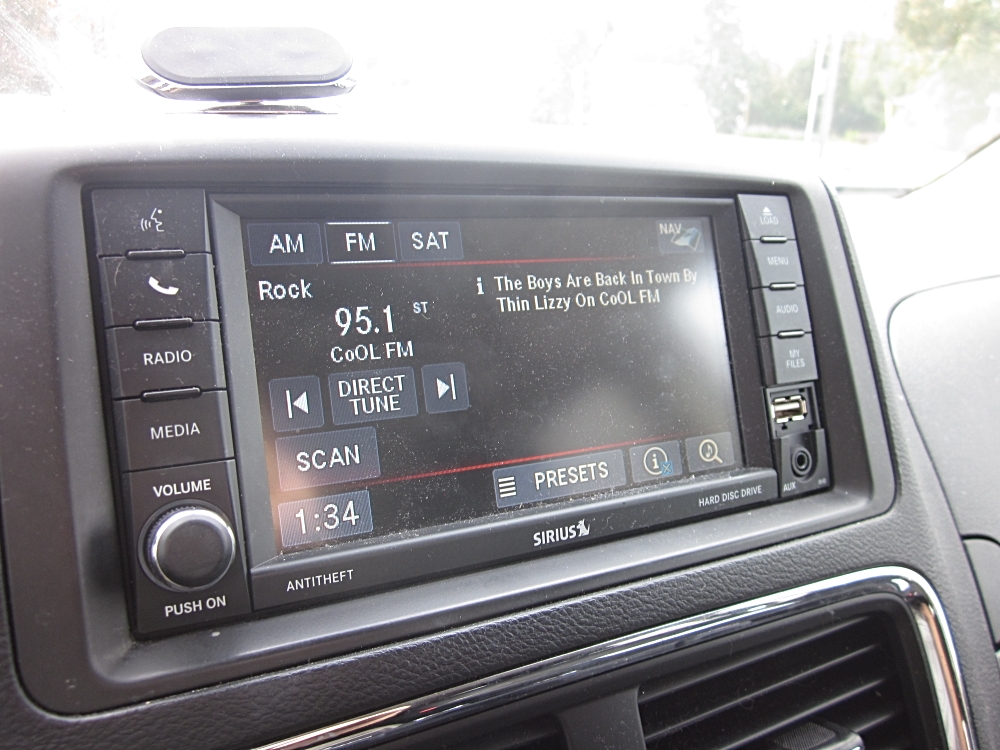 AM FM SAT NAV
Rock
i The Boys Are Back In Town By
Thin Lizzy On CoOL FM
95.1 ST
CoOL FM
DIRECT
TUNE
SCAN
PRESETS i
1:34
RADIO
MEDIA
VOLUME
PUSH ON
ANTITHEFT
SIRIUS
HARD DISC DRIVE
LOAD
MENU
AUDIO
MY
FILES
AUX